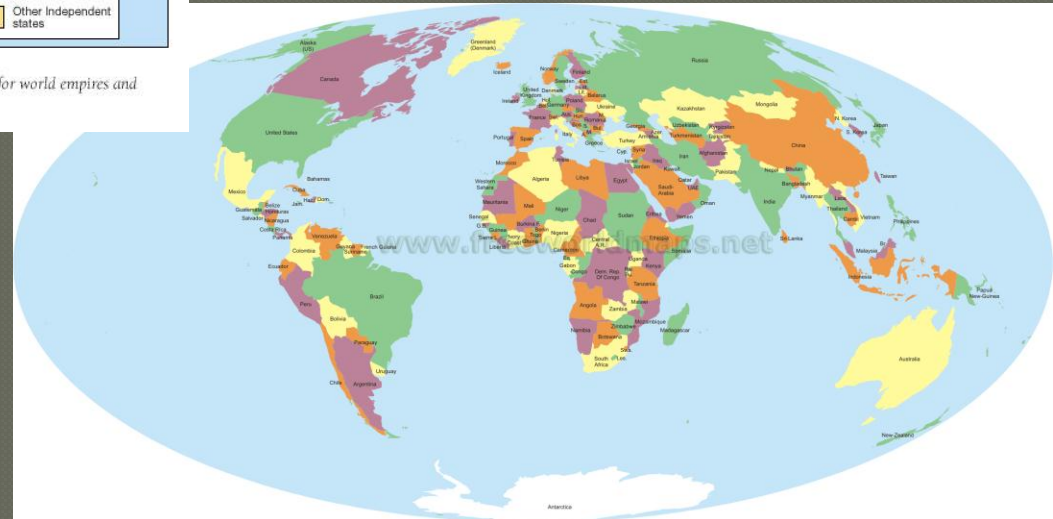 Other Independent
states
for world empires and
Greenland
(Denmark)
Alaska
(US)
Canada
Iceland
Russia
Norway
Sweden
Finland
United
Kingdom
Denmark
Ireland
Germany
Poland
Belarus
Ukraine
France
Romania
Kazakhstan
Mongolia
United States
Portugal
Spain
Italy
Greece
Turkey
Georgia
Armenia
Uzbekistan
Turkmenistan
Kyrgyzstan
N. Korea
S. Korea
Japan
China
Cyp.
Syria
Israel
Jordan
Iraq
Iran
Afghanistan
Kuwait
Pakistan
Nepal
Bhutan
Bangladesh
Taiwan
Morocco
Tunisia
Algeria
Libya
Egypt
Western
Sahara
Saudi-
Arabia
Qatar
UAE
Oman
India
Myanmar
Laos
Thailand
Vietnam
Philippines
Mexico
Bahamas
Cuba
Haiti
Dom.
Jam.
Belize
Guatemala
Honduras
Salvador
Nicaragua
Costa Rica
Panama
Mauritania
Mali
Niger
Chad
Sudan
Eritrea
Yemen
Senegal
Guinea
Burkina F.
Benin
Nigeria
Ivory
Coast
Ghana
Togo
Liberia
Central
A.R.
Cameroon
Ethiopia
Somalia
www.freeworldmaps.net
Sri Lanka
Malaysia
Indonesia
Papua
New-Guinea
Venezuela
Guyana
Suriname
French Guiana
Colombia
Ecuador
Peru
Brazil
Bolivia
Paraguay
Uruguay
Chile
Argentina
Gabon
Congo
Dem. Rep.
Of Congo
Uganda
Kenya
Tanzania
Angola
Zambia
Malawi
Mozambique
Zimbabwe
Madagascar
Namibia
Botswana
Swa.
Les.
South
Africa
Australia
New-Zealand
Antarctica